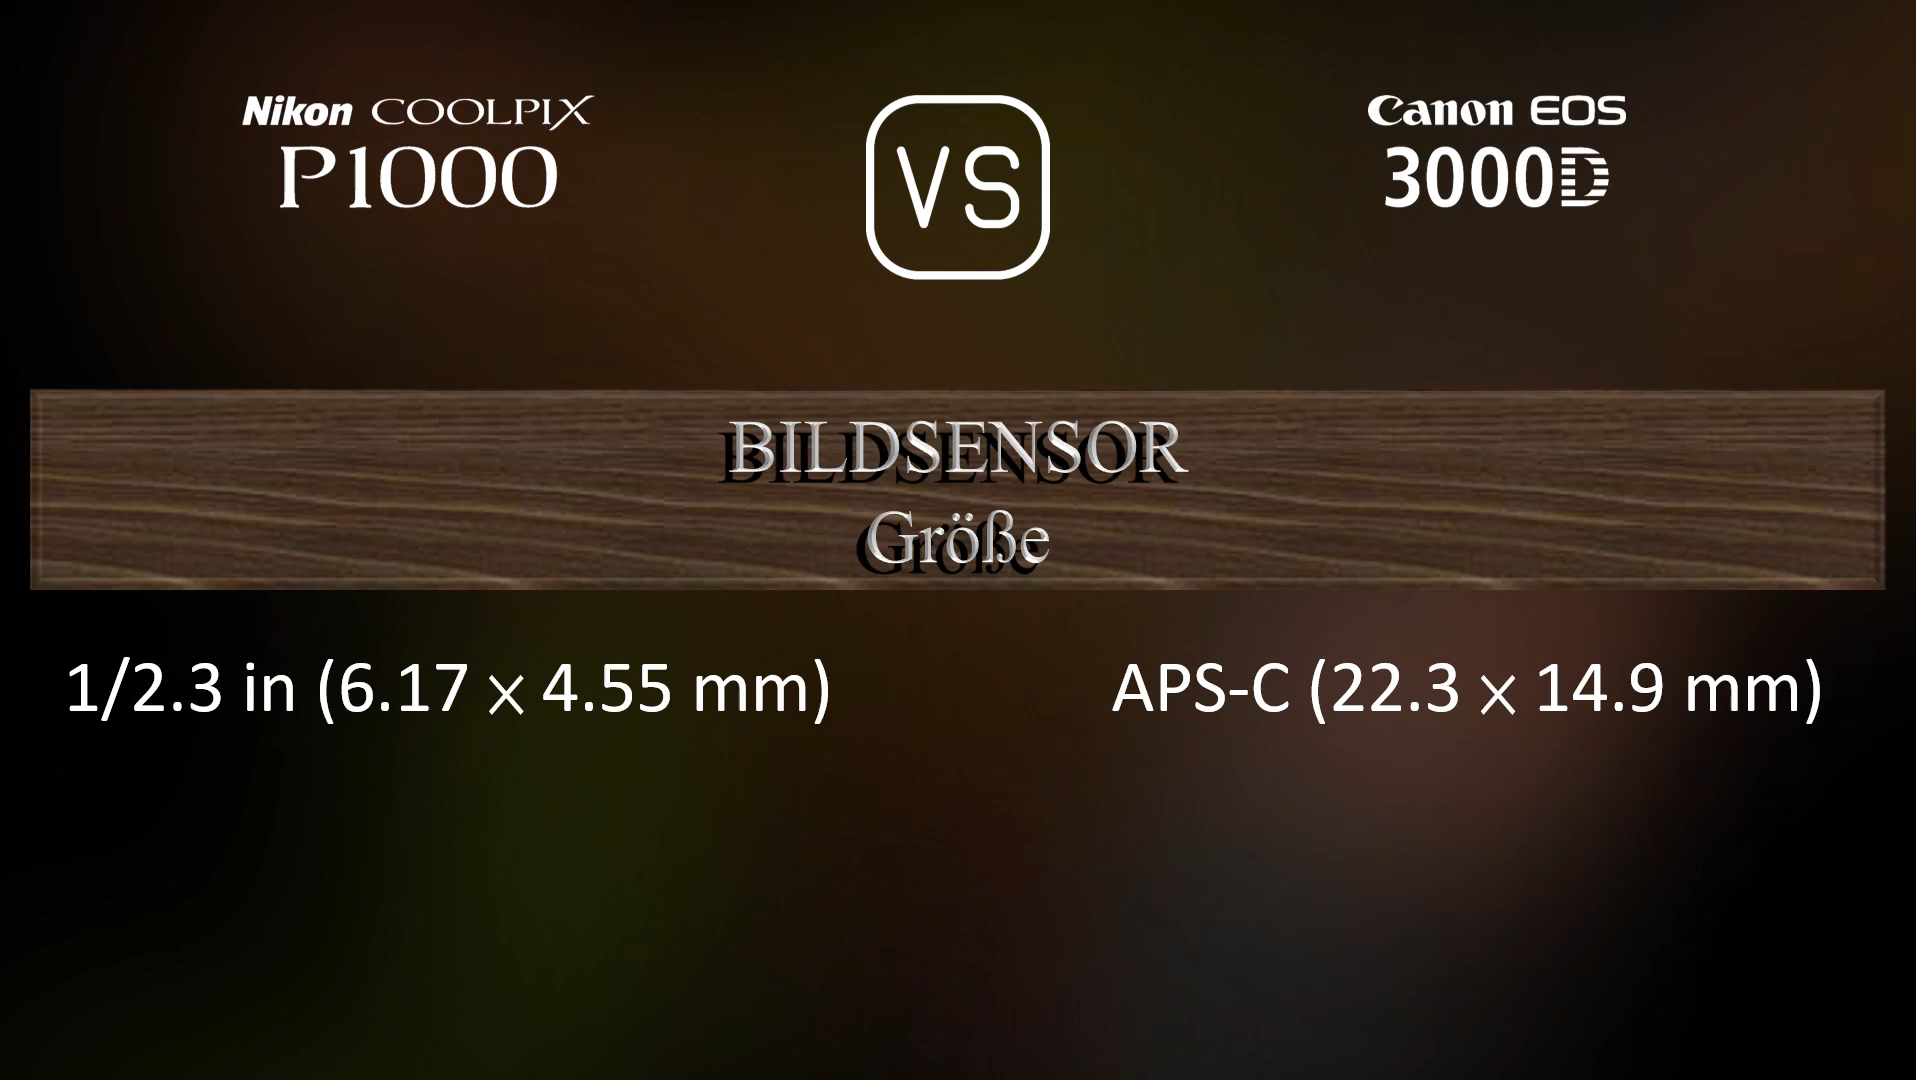 Nikon COOLPIX
P1000
VS
Canon EOS
3000D
BILDSENSOR
Größe
1/2.3 in (6.17 x 4.55 mm)
APS-C (22.3 x 14.9 mm)